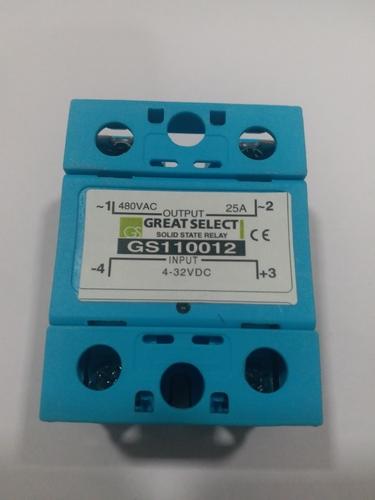 ~1 480VAC 25A ~2
OUTPUT
GS GREAT SELECT
SOLID STATE RELAY
GS110012 CE
INPUT
-4 4-32VDC +3